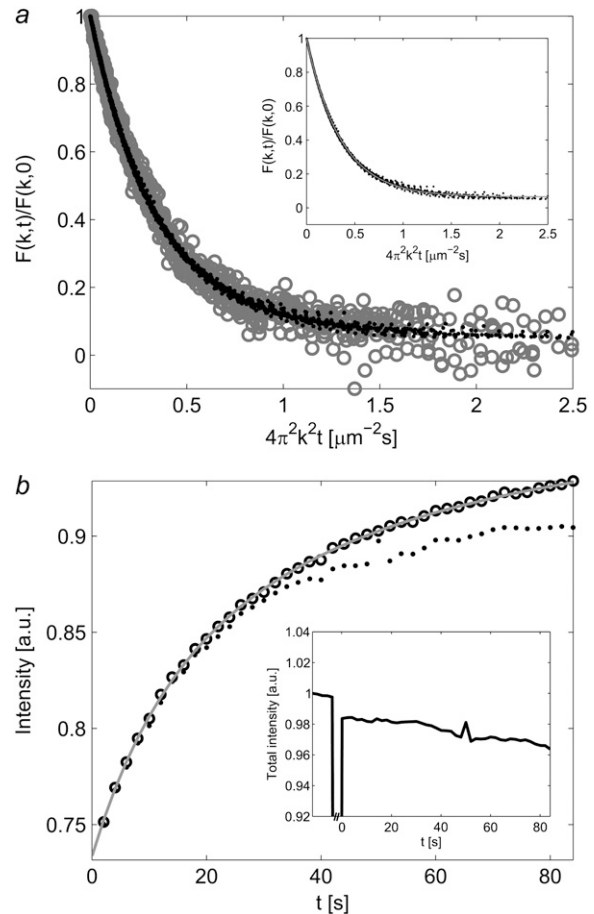 a
1
0.8
0.6
0.4
0.2
0
F(k,t)/F(k,0)
0 0.5 1 1.5 2 2.5
4π²k²t [μm⁻²s]
1
0.8
0.6
0.4
0.2
0
F(k,t)/F(k,0)
0 0.5 1 1.5 2 2.5
4π²k²t [μm⁻²s]
b
0.9
0.85
0.8
0.75
Intensity [a.u.]
0 20 40 60 80
t [s]
1.04
1.02
1
0.98
0.96
0.94
0.92
Total intensity [a.u.]
0 20 40 60 80
t [s]